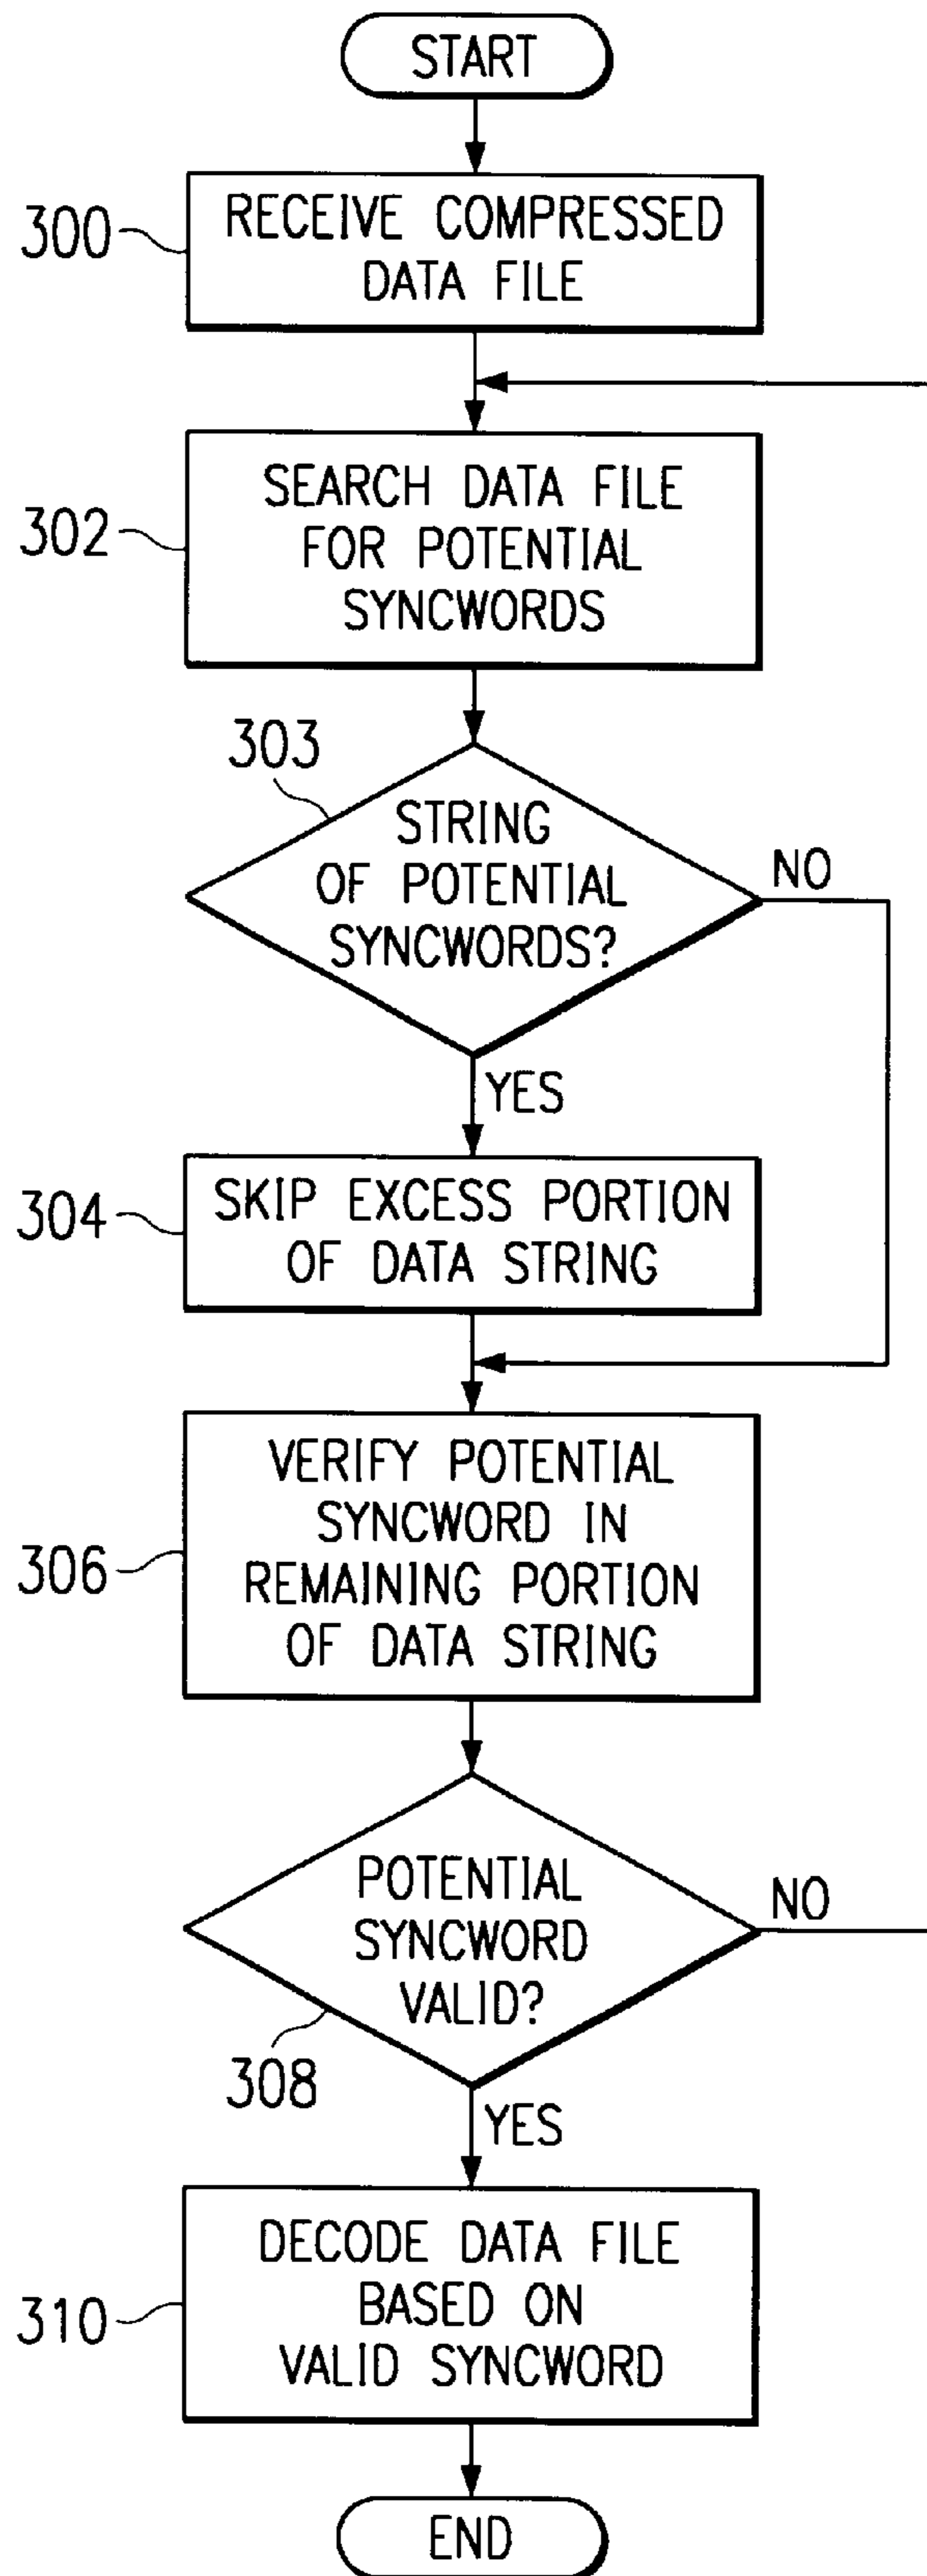 START
300
RECEIVE COMPRESSED
DATA FILE
302
SEARCH DATA FILE
FOR POTENTIAL
SYNCWORDS
303
STRING
OF POTENTIAL
SYNCWORDS?
NO
YES
304
SKIP EXCESS PORTION
OF DATA STRING
306
VERIFY POTENTIAL
SYNCWORD IN
REMAINING PORTION
OF DATA STRING
POTENTIAL
SYNCWORD
VALID?
NO
308
YES
310
DECODE DATA FILE
BASED ON
VALID SYNCWORD
END